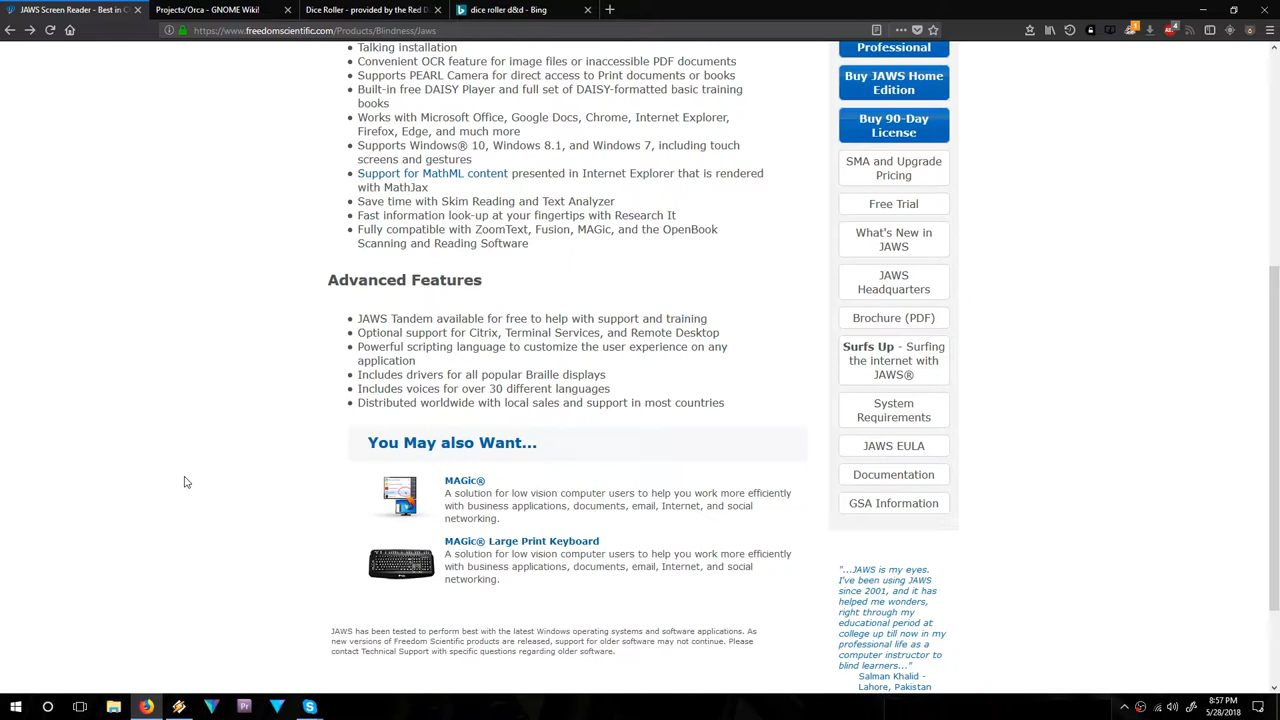 JAWS Screen Reader - Best in C
Projects/Orca - GNOME Wiki!
Dice Roller - provided by the Red D
dice roller d&d - Bing
https://www.freedomscientific.com/Products/Blindness/Jaws
Talking installation
Convenient OCR feature for image files or inaccessible PDF documents
Supports PEARL Camera for direct access to Print documents or books
Built-in free DAISY Player and full set of DAISY-formatted basic training
books
Works with Microsoft Office, Google Docs, Chrome, Internet Explorer,
Firefox, Edge, and much more
Supports Windows® 10, Windows 8.1, and Windows 7, including touch
screens and gestures
Support for MathML content presented in Internet Explorer that is rendered
with MathJax
Save time with Skim Reading and Text Analyzer
Fast information look-up at your fingertips with Research It
Fully compatible with ZoomText, Fusion, MAGic, and the OpenBook
Scanning and Reading Software
Advanced Features
JAWS Tandem available for free to help with support and training
Optional support for Citrix, Terminal Services, and Remote Desktop
Powerful scripting language to customize the user experience on any
application
Includes drivers for all popular Braille displays
Includes voices for over 30 different languages
Distributed worldwide with local sales and support in most countries
You May also Want...
MAGic®
A solution for low vision computer users to help you work more efficiently
with business applications, documents, email, Internet, and social
networking.
MAGic® Large Print Keyboard
A solution for low vision computer users to help you work more efficiently
with business applications, documents, email, Internet, and social
networking.
JAWS has been tested to perform best with the latest Windows operating systems and software applications. As
new versions of Freedom Scientific products are released, support for older software may not continue. Please
contact Technical Support with specific questions regarding older software.
Professional
Buy JAWS Home
Edition
Buy 90-Day
License
SMA and Upgrade
Pricing
Free Trial
What's New in
JAWS
JAWS
Headquarters
Brochure (PDF)
Surfs Up - Surfing
the internet with
JAWS®
System
Requirements
JAWS EULA
Documentation
GSA Information
"...JAWS is my eyes.
I've been using JAWS
since 2001, and it has
helped me wonders,
right through my
educational period at
college up till now in my
professional life as a
computer instructor to
blind learners..."
Salman Khalid -
Lahore, Pakistan
Pr
8:57 PM
5/28/2018